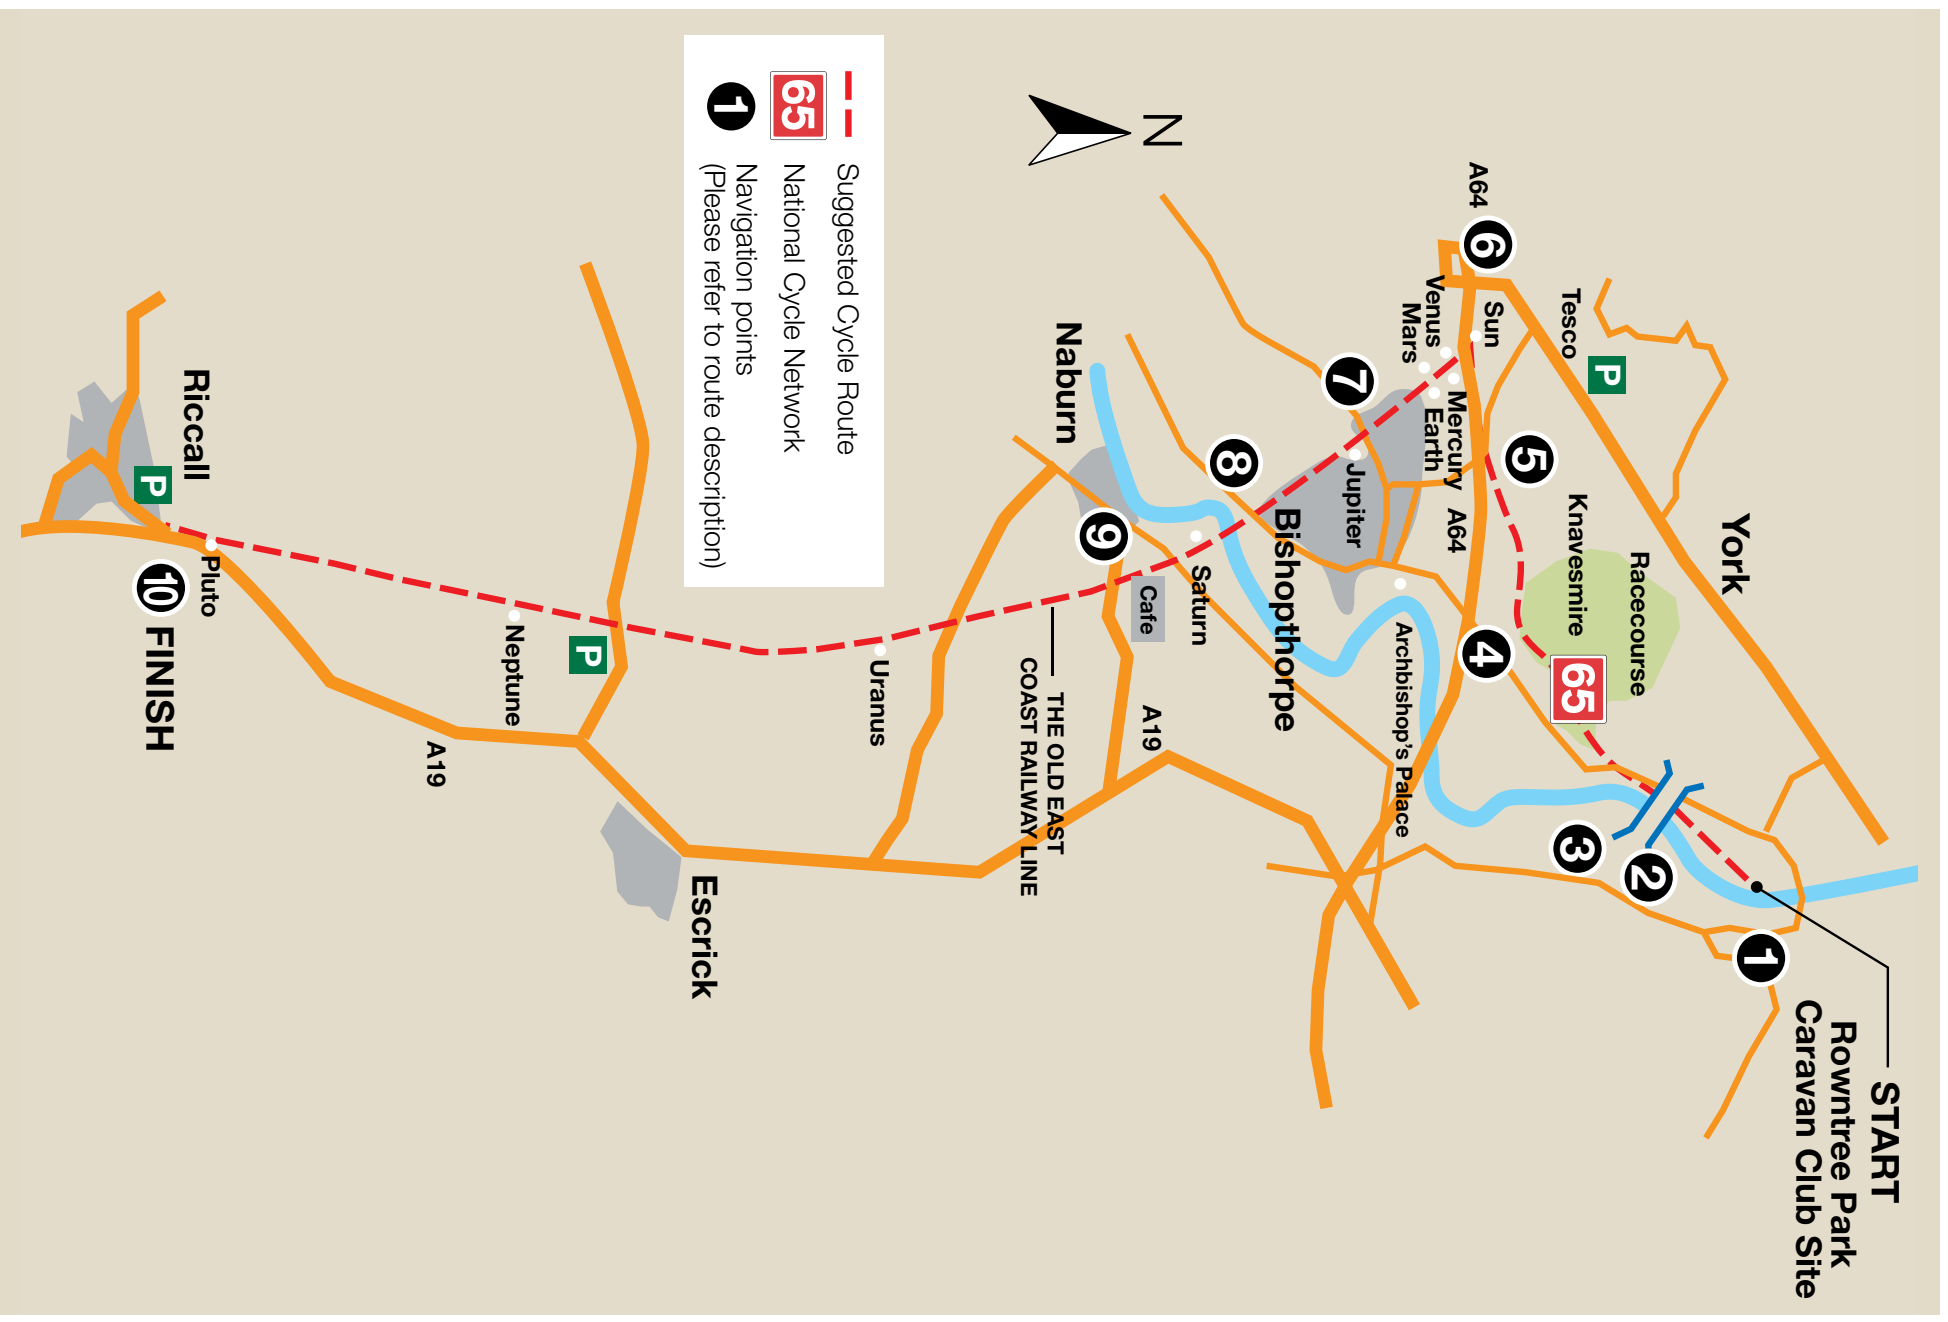 START
Rowntree Park
Caravan Club Site
1
York
2
3
Racecourse
Knavesmire
65
Tesco
P
5
4
A64
6
Sun
Venus
Mars
Mercury
Earth
A64
Archbishop's Palace
7
Jupiter
Bishopthorpe
8
Saturn
Cafe
A19
9
Naburn
THE OLD EAST
COAST RAILWAY LINE
N
Uranus
Suggested Cycle Route
65
National Cycle Network
1
Navigation points
(Please refer to route description)
Escrick
P
Neptune
A19
Pluto
Riccall
P
10
FINISH